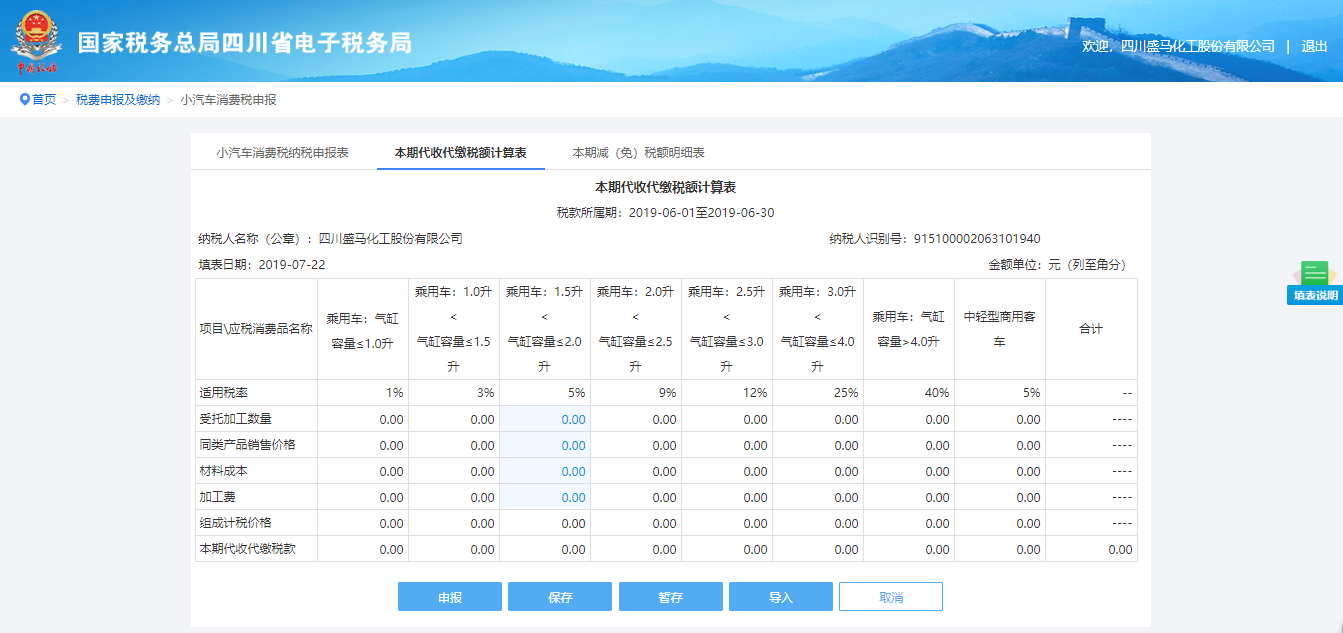 国家税务总局四川省电子税务局
中国税务
欢迎，四川盛马化工股份有限公司 | 退出
首页 > 税费申报及缴纳 > 小汽车消费税申报
小汽车消费税纳税申报表 本期代收代缴税额计算表 本期减（免）税额明细表
本期代收代缴税额计算表
税款所属期：2019-06-01至2019-06-30
纳税人名称（公章）：四川盛马化工股份有限公司 纳税人识别号：915100002063101940
填表日期：2019-07-22 金额单位：元（列至角分）
填表说明
项目\应税消费品名称
乘用车：气缸
容量≤1.0升
乘用车：1.0升
<
气缸容量≤1.5
升
乘用车：1.5升
<
气缸容量≤2.0
升
乘用车：2.0升
<
气缸容量≤2.5
升
乘用车：2.5升
<
气缸容量≤3.0
升
乘用车：3.0升
<
气缸容量≤4.0
升
乘用车：气缸
容量>4.0升
中轻型商用客
车
合计
适用税率 1% 3% 5% 9% 12% 25% 40% 5% --
受托加工数量 0.00 0.00 0.00 0.00 0.00 0.00 0.00 0.00 ----
同类产品销售价格 0.00 0.00 0.00 0.00 0.00 0.00 0.00 0.00 ----
材料成本 0.00 0.00 0.00 0.00 0.00 0.00 0.00 0.00 ----
加工费 0.00 0.00 0.00 0.00 0.00 0.00 0.00 0.00 ----
组成计税价格 0.00 0.00 0.00 0.00 0.00 0.00 0.00 0.00 ----
本期代收代缴税款 0.00 0.00 0.00 0.00 0.00 0.00 0.00 0.00 0.00
申报 保存 暂存 导入 取消